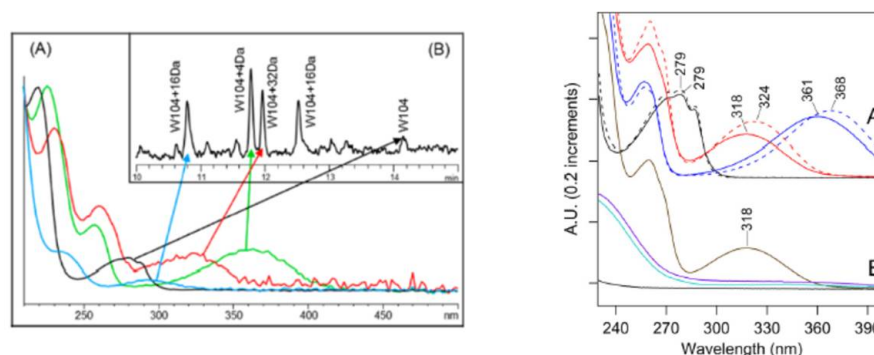 (A)
(B)
W104+16Da
W104+4Da
W104+32Da
W104+16Da
W104
10 11 12 13 14 min
250 300 350 400 450 nm
279
279
318
324
361
368
A
318
B
A.U. (0.2 increments)
240 270 300 330 360 390
Wavelength (nm)